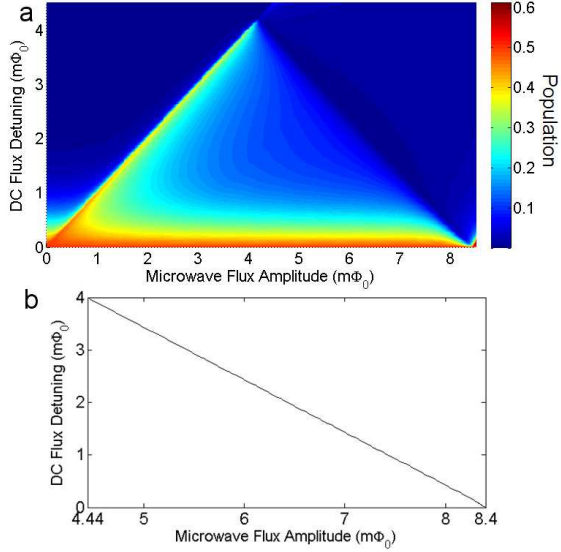 a
DC Flux Detuning (mΦ₀)
4
3
2
1
0
0 1 2 3 4 5 6 7 8
Microwave Flux Amplitude (mΦ₀)
0.6
0.5
0.4
0.3
0.2
0.1
Population
b
DC Flux Detuning (mΦ₀)
4
3
2
1
0
4.44 5 6 7 8 8.4
Microwave Flux Amplitude (mΦ₀)